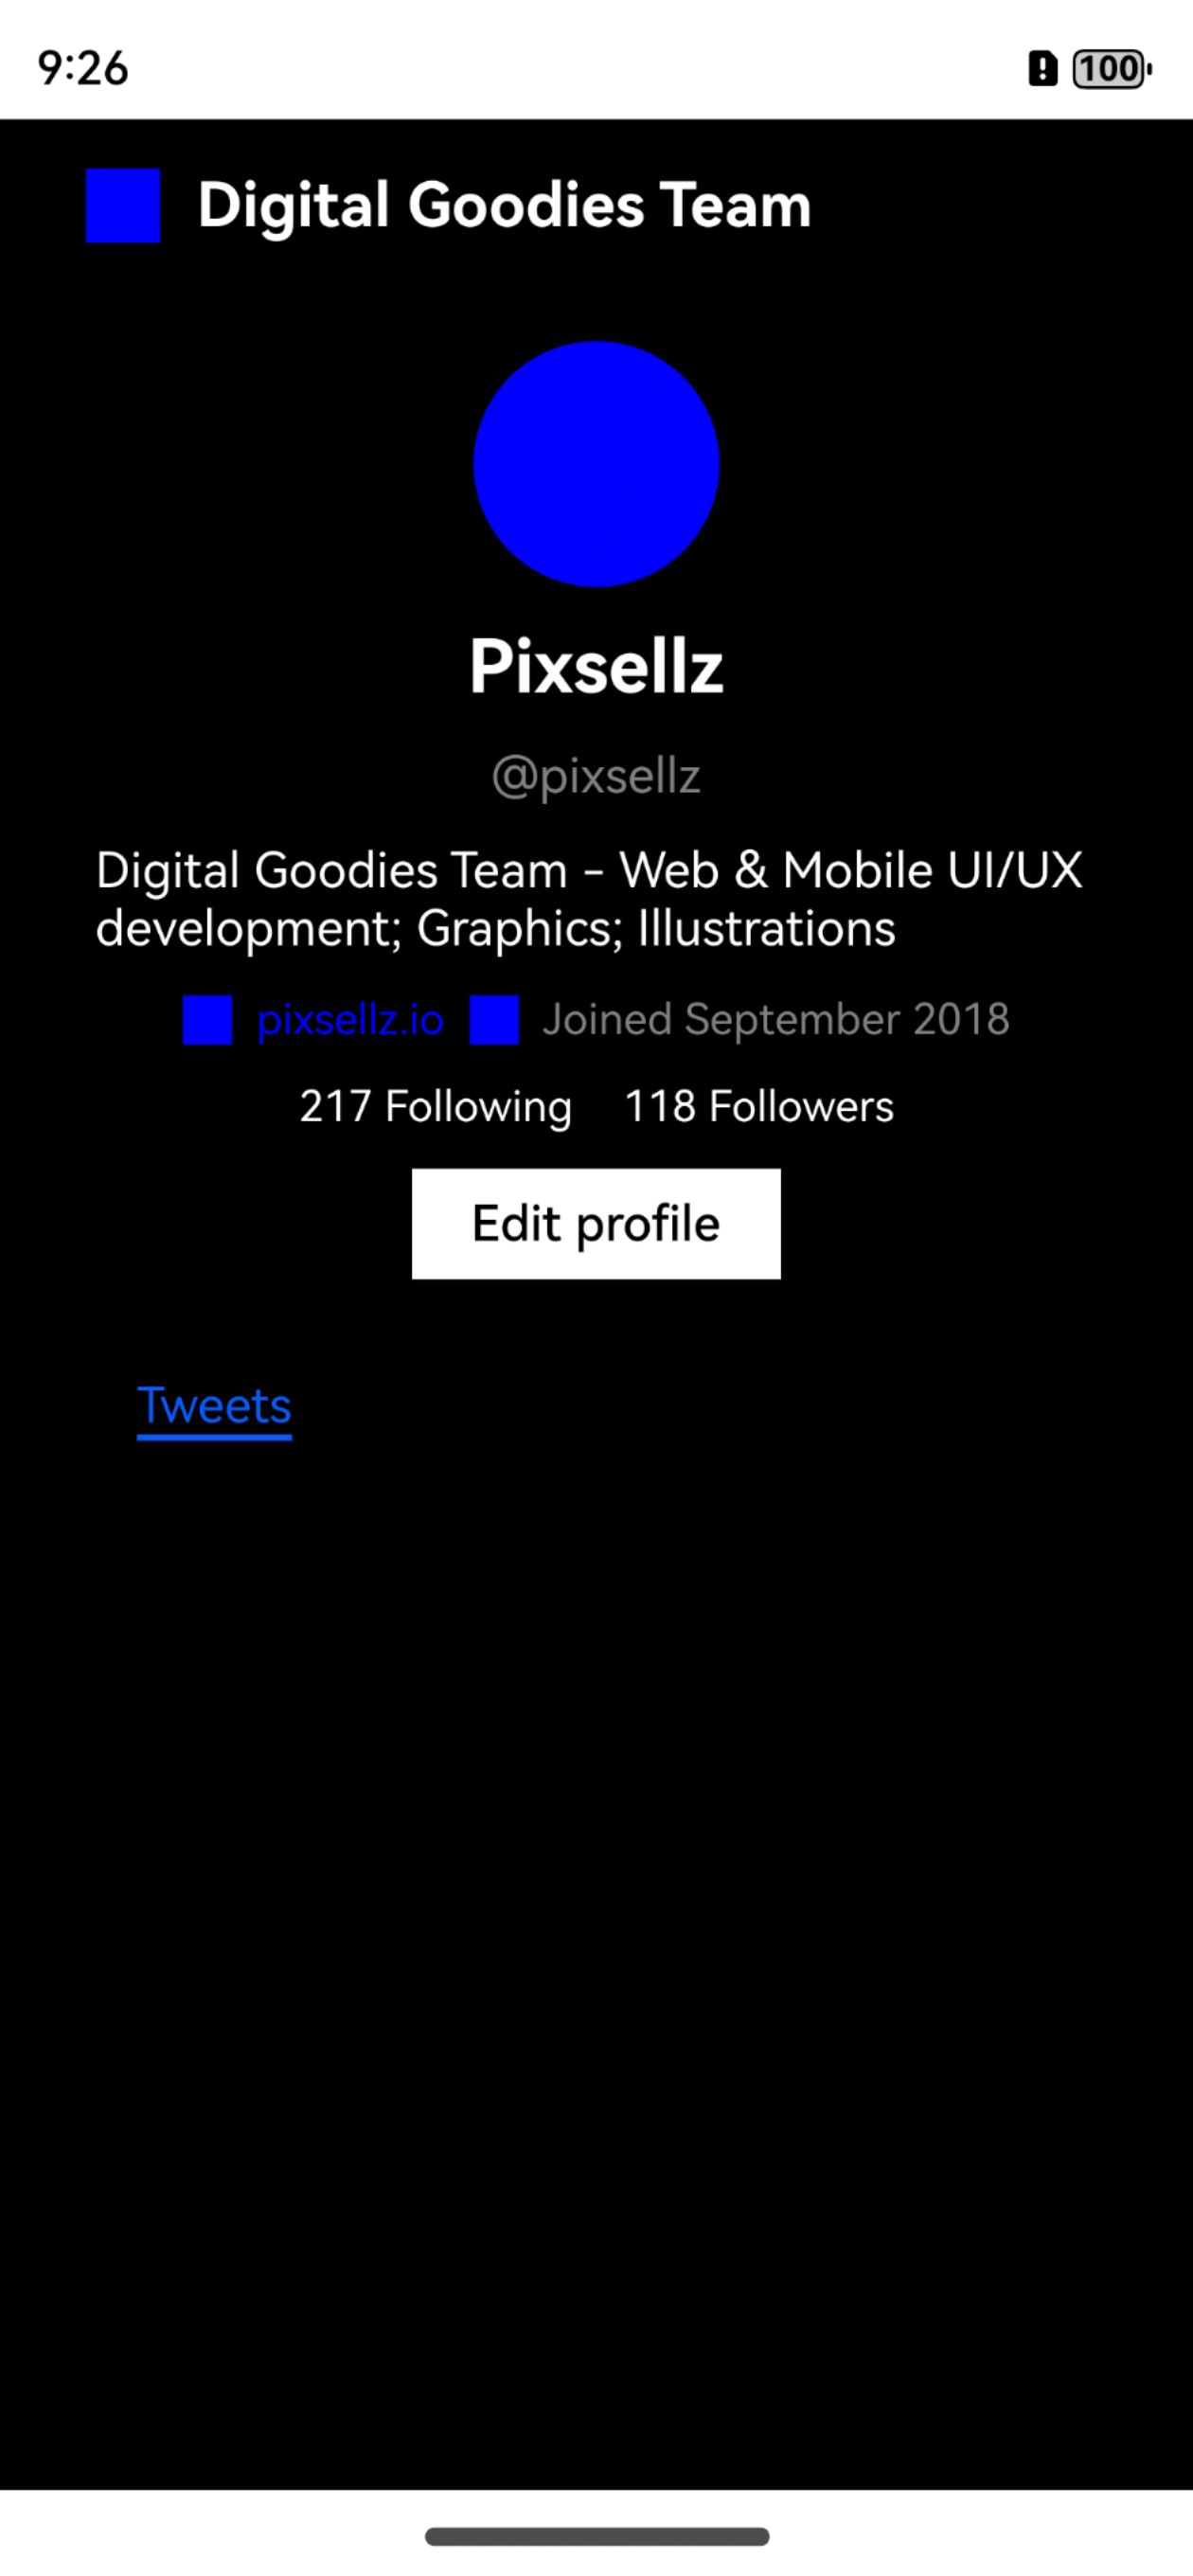 9:26
100
Digital Goodies Team
Pixsellz
@pixsellz
Digital Goodies Team - Web & Mobile UI/UX
development; Graphics; Illustrations
pixsellz.io Joined September 2018
217 Following 118 Followers
Edit profile
Tweets